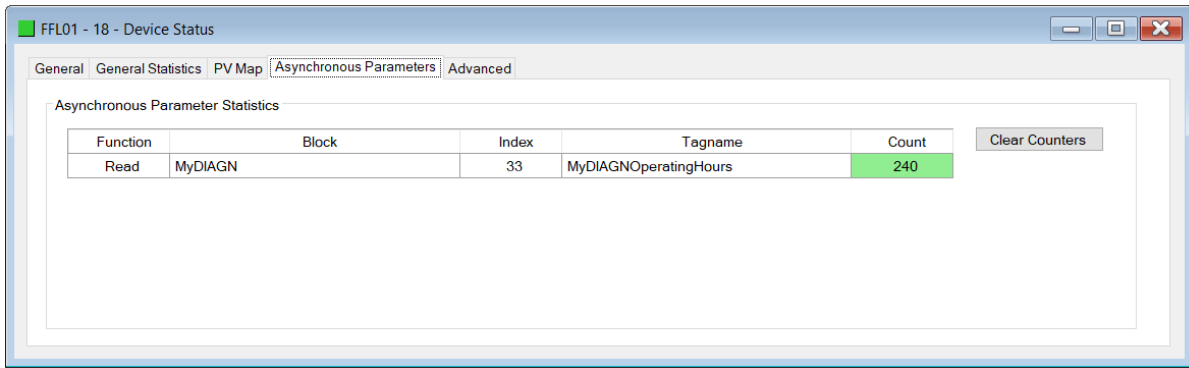 FFL01 - 18 - Device Status
General General Statistics PV Map Asynchronous Parameters Advanced
Asynchronous Parameter Statistics
Function Block Index Tagname Count Clear Counters
Read MyDIAGN 33 MyDIAGNOperatingHours 240